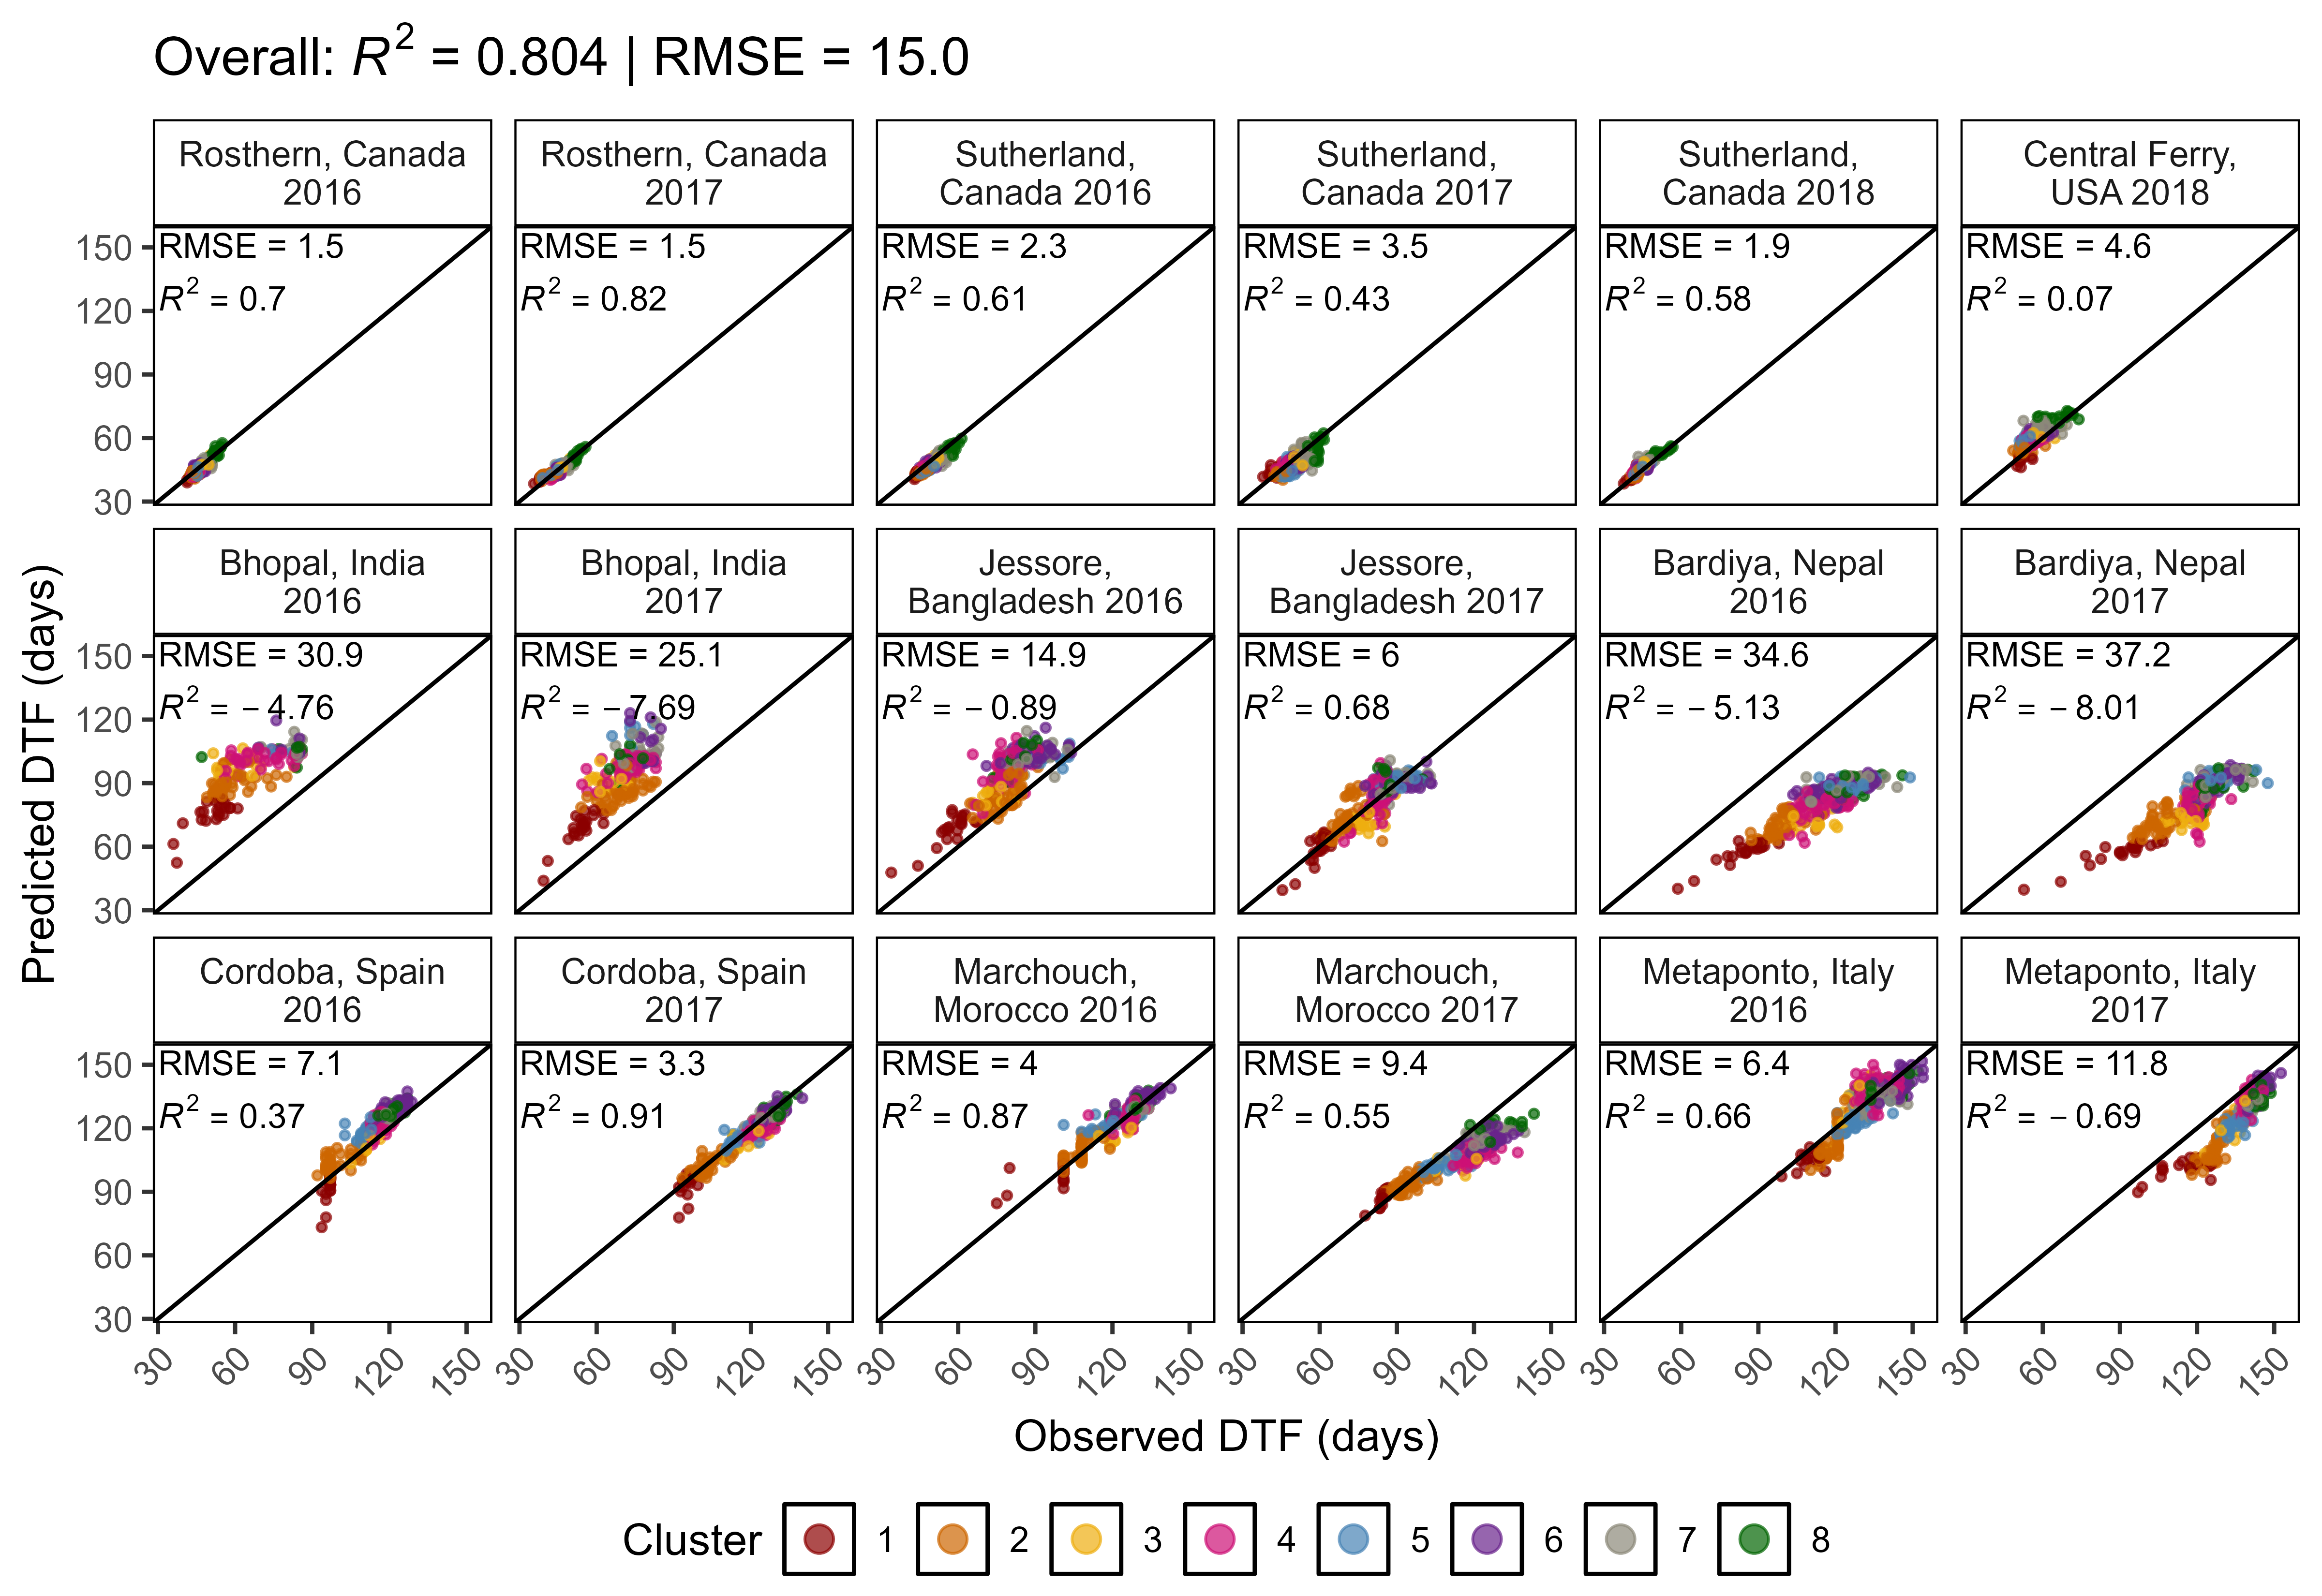 Overall: R² = 0.804 | RMSE = 15.0
Rosthern, Canada
2016
Rosthern, Canada
2017
Sutherland,
Canada 2016
Sutherland,
Canada 2017
Sutherland,
Canada 2018
Central Ferry,
USA 2018
RMSE = 1.5
R² = 0.7
RMSE = 1.5
R² = 0.82
RMSE = 2.3
R² = 0.61
RMSE = 3.5
R² = 0.43
RMSE = 1.9
R² = 0.58
RMSE = 4.6
R² = 0.07
150
120
90
60
30
Bhopal, India
2016
Bhopal, India
2017
Jessore,
Bangladesh 2016
Jessore,
Bangladesh 2017
Bardiya, Nepal
2016
Bardiya, Nepal
2017
RMSE = 30.9
R² = − 4.76
RMSE = 25.1
R² = − 7.69
RMSE = 14.9
R² = − 0.89
RMSE = 6
R² = 0.68
RMSE = 34.6
R² = − 5.13
RMSE = 37.2
R² = − 8.01
150
120
90
60
30
Predicted DTF (days)
Cordoba, Spain
2016
Cordoba, Spain
2017
Marchouch,
Morocco 2016
Marchouch,
Morocco 2017
Metaponto, Italy
2016
Metaponto, Italy
2017
RMSE = 7.1
R² = 0.37
RMSE = 3.3
R² = 0.91
RMSE = 4
R² = 0.87
RMSE = 9.4
R² = 0.55
RMSE = 6.4
R² = 0.66
RMSE = 11.8
R² = − 0.69
150
120
90
60
30
30 60 90 120 150 30 60 90 120 150 30 60 90 120 150 30 60 90 120 150 30 60 90 120 150 30 60 90 120 150
Observed DTF (days)
Cluster 1 2 3 4 5 6 7 8